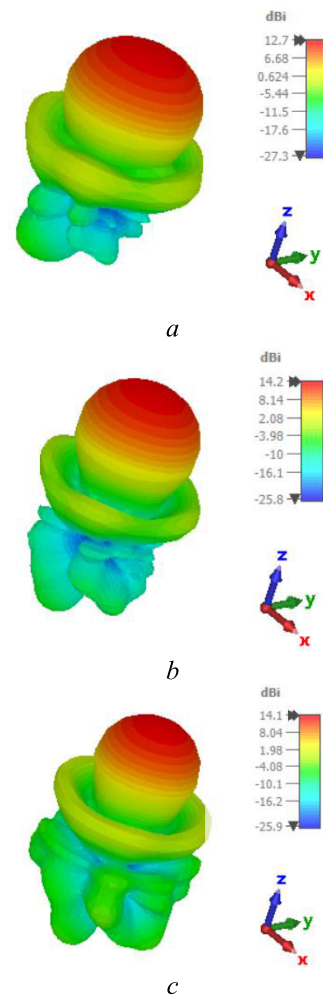 dBi
12.7
6.68
0.624
-5.44
-11.5
-17.6
-27.3
z
y
x
a
dBi
14.2
8.14
2.08
-3.98
-10
-16.1
-25.8
z
y
x
b
dBi
14.1
8.04
1.98
-4.08
-10.1
-16.2
-25.9
z
y
x
c